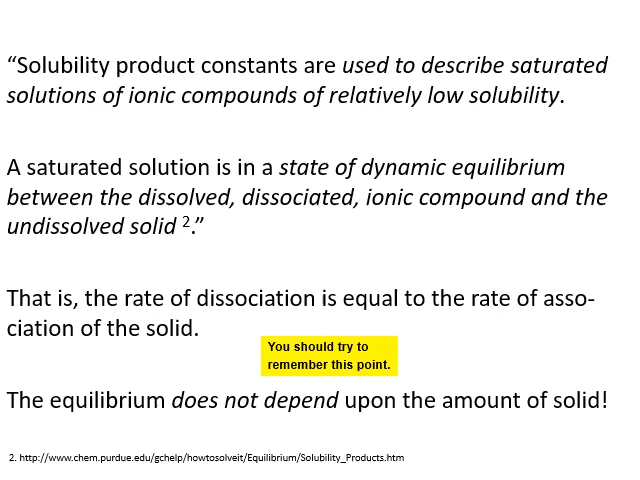 “Solubility product constants are used to describe saturated
solutions of ionic compounds of relatively low solubility.
A saturated solution is in a state of dynamic equilibrium
between the dissolved, dissociated, ionic compound and the
undissolved solid 2.”
That is, the rate of dissociation is equal to the rate of asso-
ciation of the solid.
You should try to
remember this point.
The equilibrium does not depend upon the amount of solid!
2. http://www.chem.purdue.edu/gchelp/howtosolveit/Equilibrium/Solubility_Products.htm